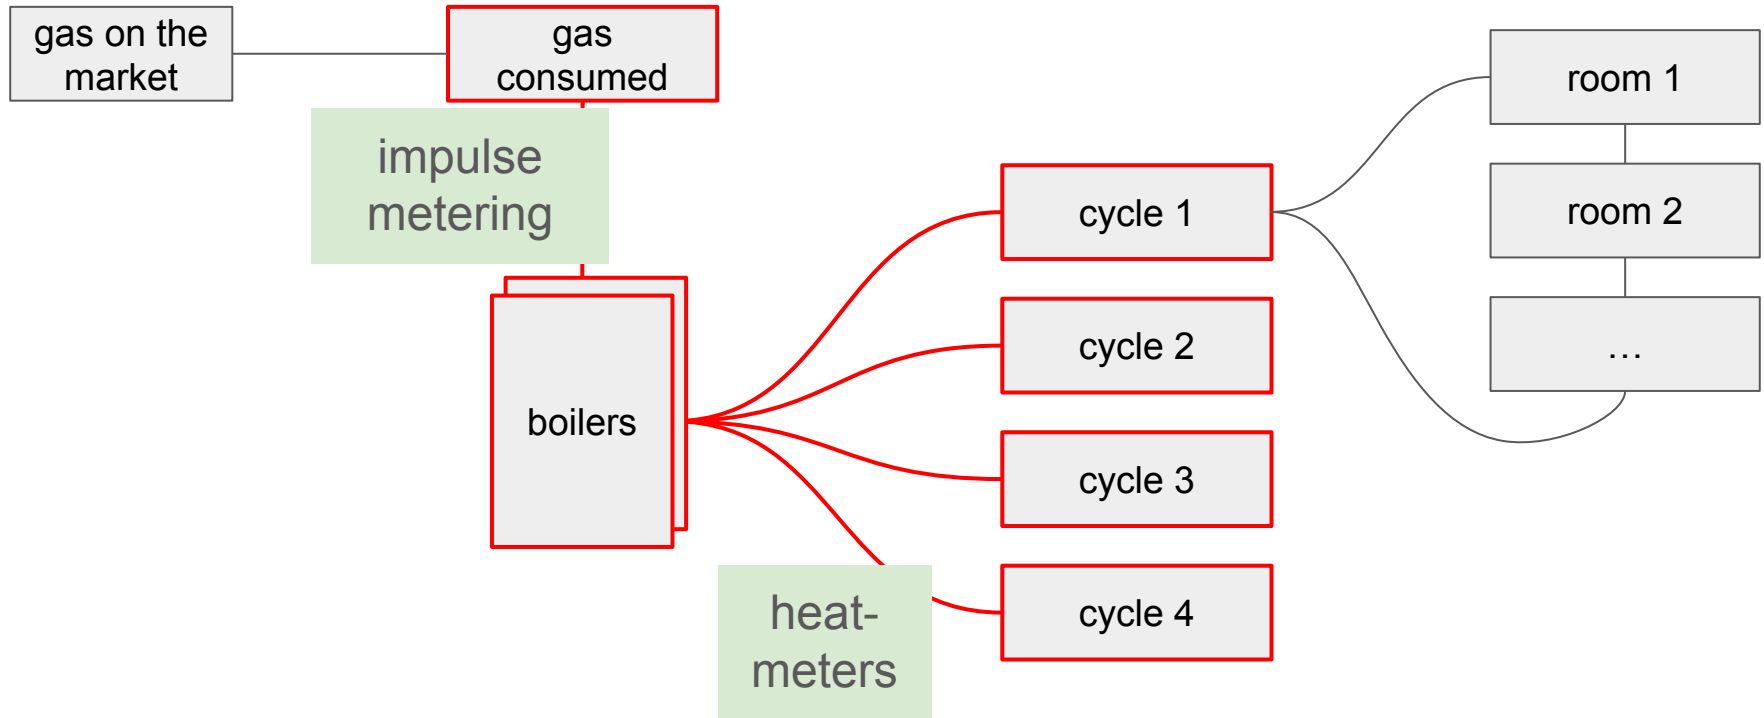 gas on the
market
gas
consumed
impulse
metering
boilers
heat-
meters
cycle 1
cycle 2
cycle 3
cycle 4
room 1
room 2
...